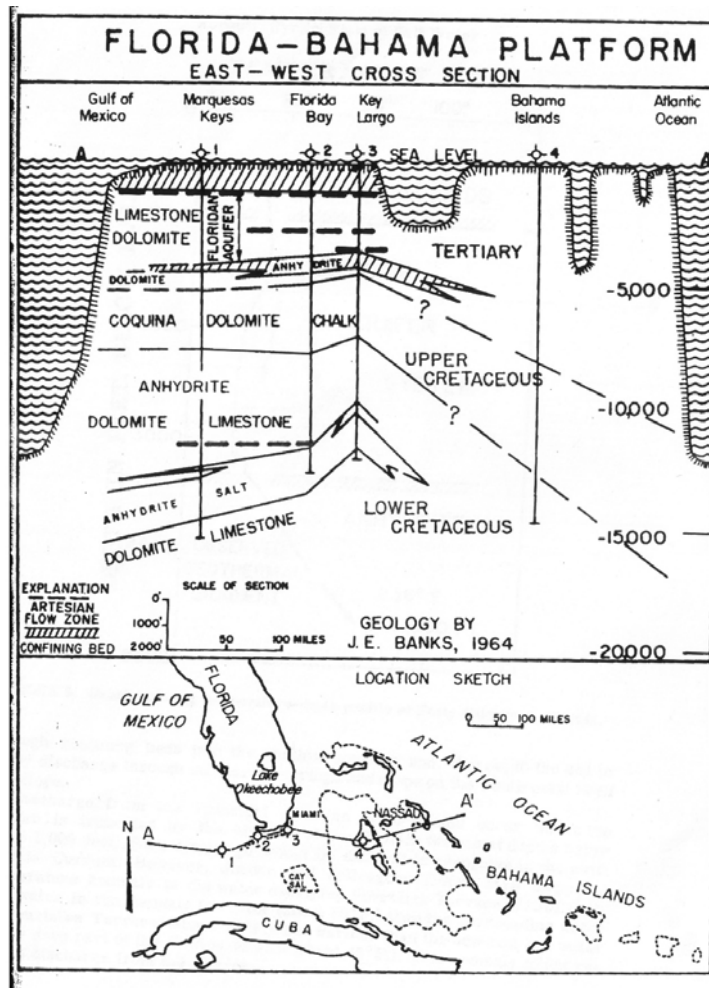 FLORIDA-BAHAMA PLATFORM
EAST-WEST CROSS SECTION
Gulf of Mexico
Marquesas Keys
Florida Bay
Key Largo
Bahama Islands
Atlantic Ocean
A
1
2
3
SEA LEVEL
4
A'
LIMESTONE
DOLOMITE
FLORIDAN AQUIFER
TERTIARY
ANHYDRITE
DOLOMITE
-5,000
?
COQUINA
DOLOMITE
CHALK
UPPER
CRETACEOUS
ANHYDRITE
-10,000
?
DOLOMITE
LIMESTONE
SALT
ANHYDRITE
LOWER
CRETACEOUS
DOLOMITE
LIMESTONE
-15,000
EXPLANATION
ARTESIAN
FLOW ZONE
CONFINING BED
SCALE OF SECTION
0'
1000'
2000'
50
100 MILES
GEOLOGY BY
J. E. BANKS, 1964
-20,000
LOCATION SKETCH
GULF OF
MEXICO
FLORIDA
0 50 100 MILES
ATLANTIC OCEAN
Lake
Okeechobee
MIAMI
NASSAU
N
A
A'
1
2
3
4
CAY
SAL
BAHAMA ISLANDS
CUBA